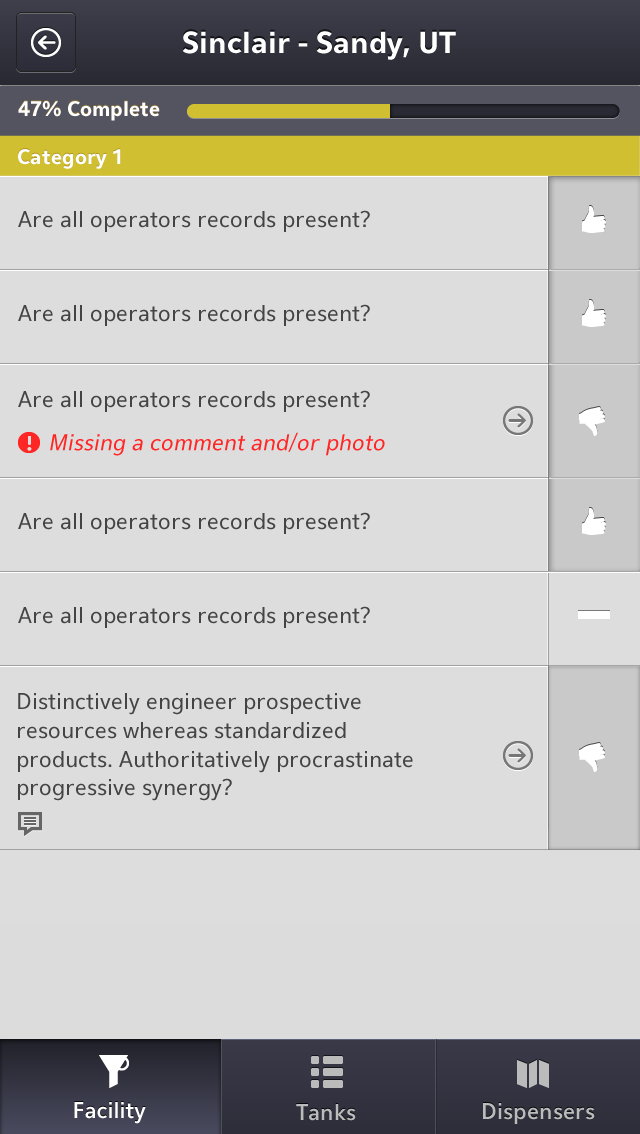 Sinclair - Sandy, UT
47% Complete
Category 1
Are all operators records present?
Are all operators records present?
Are all operators records present?
Missing a comment and/or photo
Are all operators records present?
Are all operators records present?
Distinctively engineer prospective
resources whereas standardized
products. Authoritatively procrastinate
progressive synergy?
Facility
Tanks
Dispensers